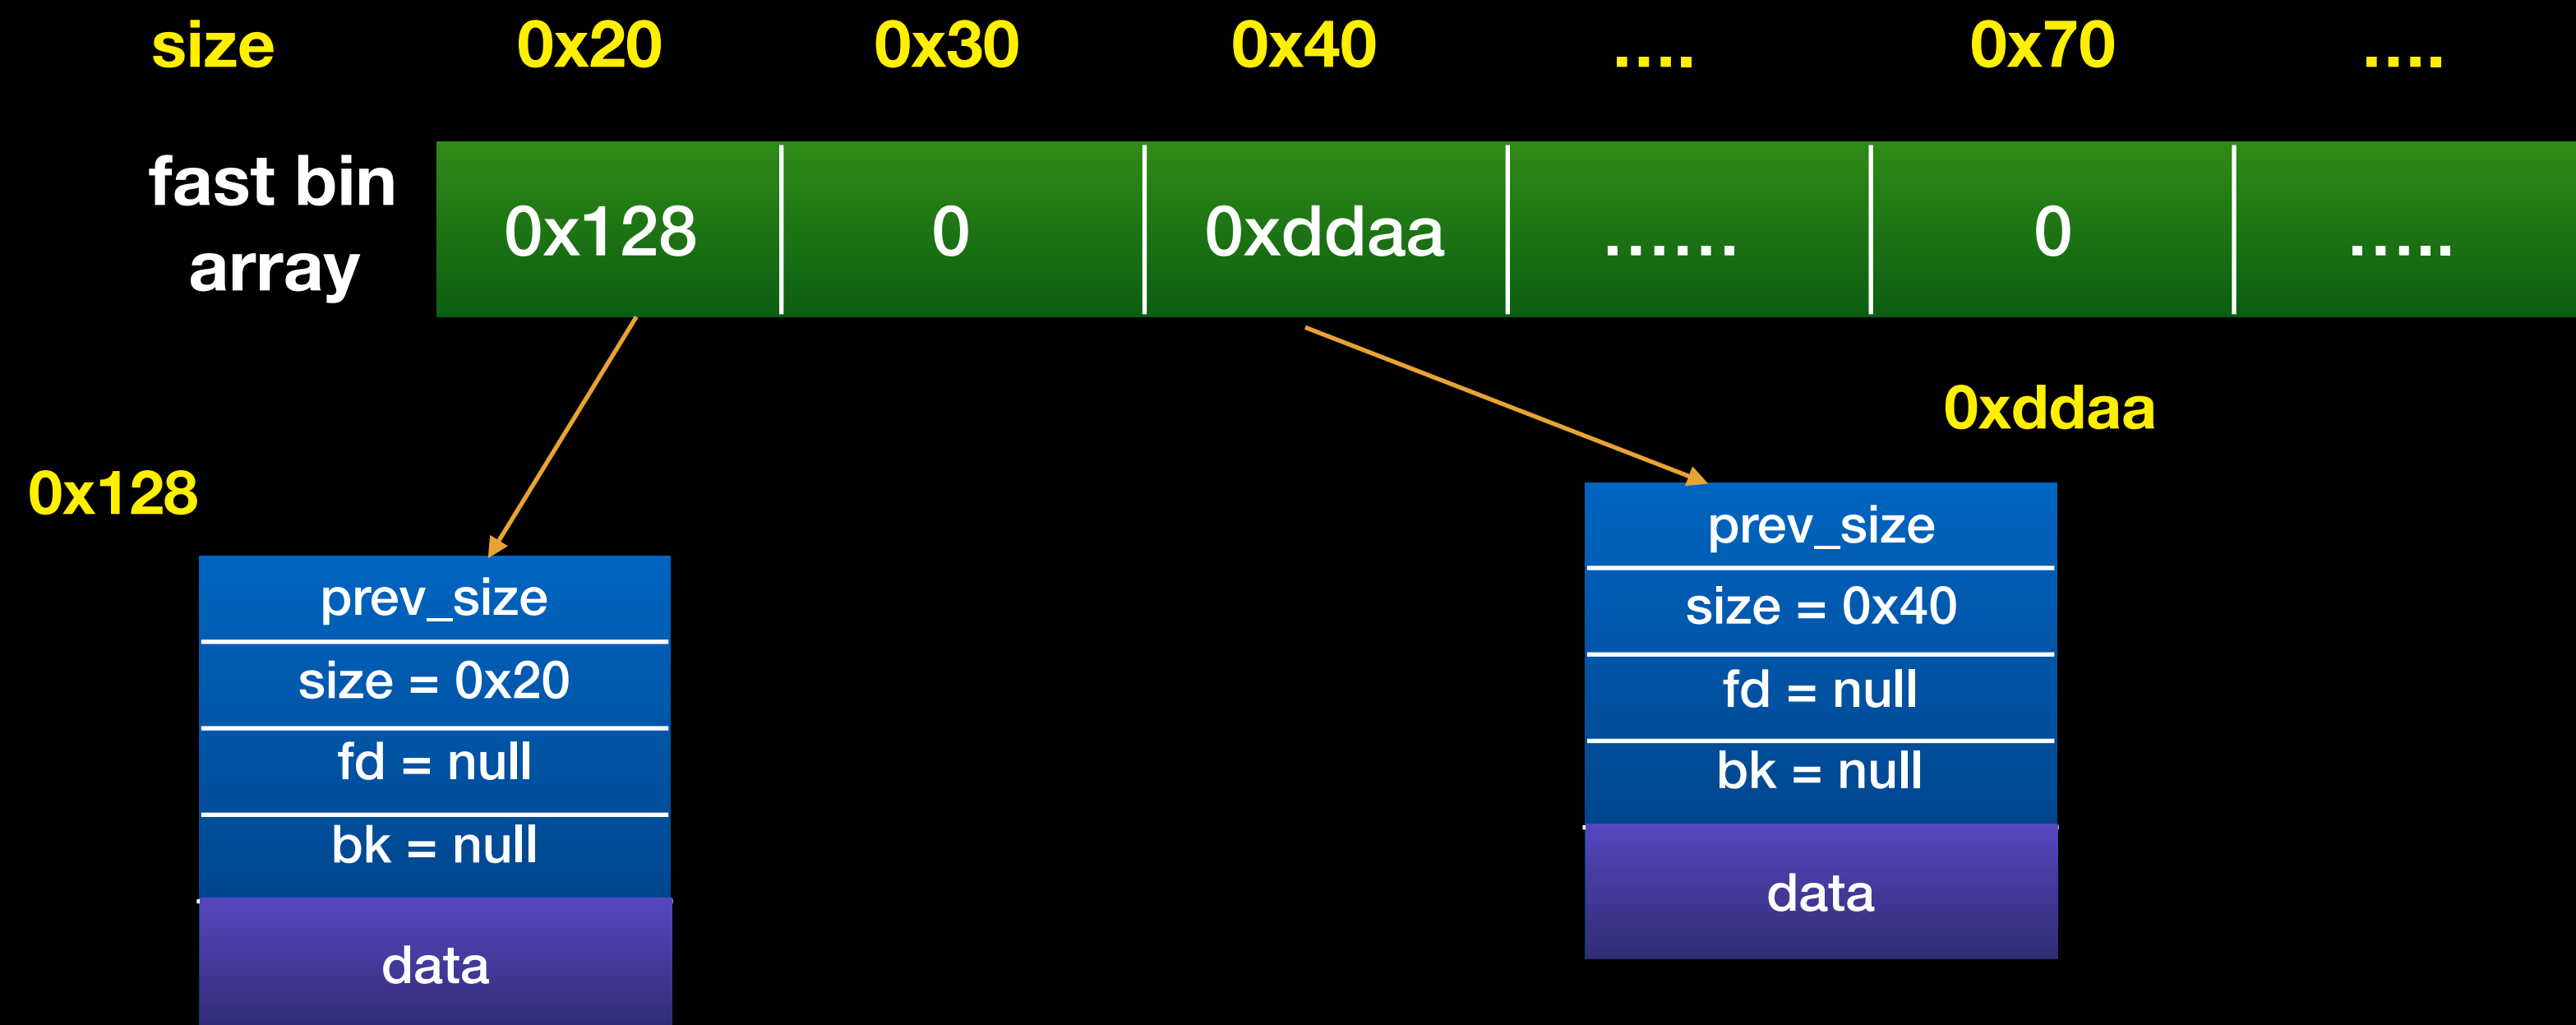 size 0x20 0x30 0x40 .... 0x70 ....
fast bin
array
0x128 0 0xddaa ...... 0 .....
0xddaa
0x128
prev_size
size = 0x40
fd = null
bk = null
data
prev_size
size = 0x20
fd = null
bk = null
data